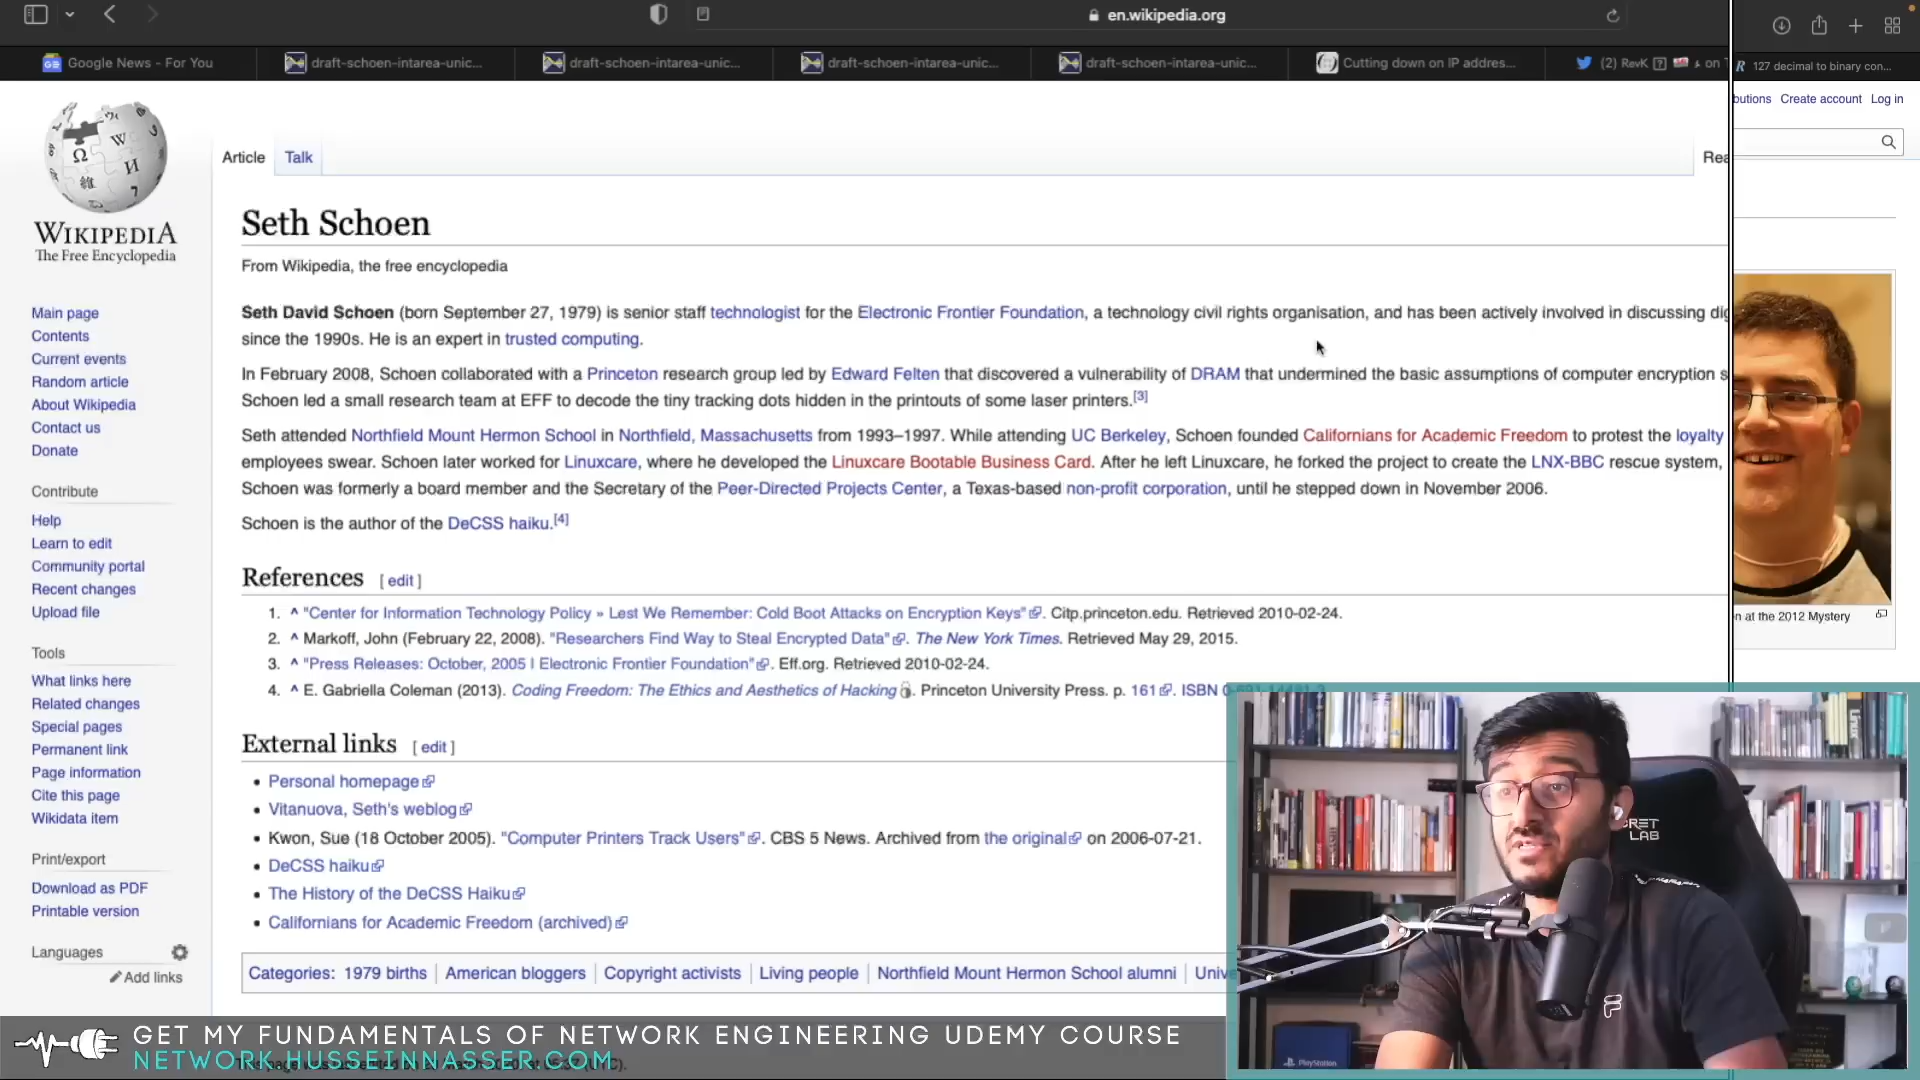 en.wikipedia.org
Google News - For You
draft-schoen-intarea-unic...
draft-schoen-intarea-unic...
draft-schoen-intarea-unic...
draft-schoen-intarea-unic...
Cutting down on IP addres...
(2) RevK
on
127 decimal to binary con...
butions Create account Log in
WIKIPEDIA
The Free Encyclopedia
Main page
Contents
Current events
Random article
About Wikipedia
Contact us
Donate
Contribute
Help
Learn to edit
Community portal
Recent changes
Upload file
Tools
What links here
Related changes
Special pages
Permanent link
Page information
Cite this page
Wikidata item
Print/export
Download as PDF
Printable version
Languages
Add links
Article Talk
Rea
Seth Schoen
From Wikipedia, the free encyclopedia
Seth David Schoen (born September 27, 1979) is senior staff technologist for the Electronic Frontier Foundation, a technology civil rights organisation, and has been actively involved in discussing dig
since the 1990s. He is an expert in trusted computing.
In February 2008, Schoen collaborated with a Princeton research group led by Edward Felten that discovered a vulnerability of DRAM that undermined the basic assumptions of computer encryption s
Schoen led a small research team at EFF to decode the tiny tracking dots hidden in the printouts of some laser printers.[3]
Seth attended Northfield Mount Hermon School in Northfield, Massachusetts from 1993–1997. While attending UC Berkeley, Schoen founded Californians for Academic Freedom to protest the loyalty
employees swear. Schoen later worked for Linuxcare, where he developed the Linuxcare Bootable Business Card. After he left Linuxcare, he forked the project to create the LNX-BBC rescue system,
Schoen was formerly a board member and the Secretary of the Peer-Directed Projects Center, a Texas-based non-profit corporation, until he stepped down in November 2006.
Schoen is the author of the DeCSS haiku.[4]
n at the 2012 Mystery
References [ edit ]
1. ^ "Center for Information Technology Policy » Lest We Remember: Cold Boot Attacks on Encryption Keys". Citp.princeton.edu. Retrieved 2010-02-24.
2. ^ Markoff, John (February 22, 2008). "Researchers Find Way to Steal Encrypted Data". The New York Times. Retrieved May 29, 2015.
3. ^ "Press Releases: October, 2005 | Electronic Frontier Foundation". Eff.org. Retrieved 2010-02-24.
4. ^ E. Gabriella Coleman (2013). Coding Freedom: The Ethics and Aesthetics of Hacking. Princeton University Press. p. 161. ISBN
External links [ edit ]
• Personal homepage
• Vitanuova, Seth's weblog
• Kwon, Sue (18 October 2005). "Computer Printers Track Users". CBS 5 News. Archived from the original on 2006-07-21.
• DeCSS haiku
• The History of the DeCSS Haiku
• Californians for Academic Freedom (archived)
Categories: 1979 births | American bloggers | Copyright activists | Living people | Northfield Mount Hermon School alumni | Unive
GET MY FUNDAMENTALS OF NETWORK ENGINEERING UDEMY COURSE
NETWORK.HUSSEINNASSER.COM
LAB
PlayStation